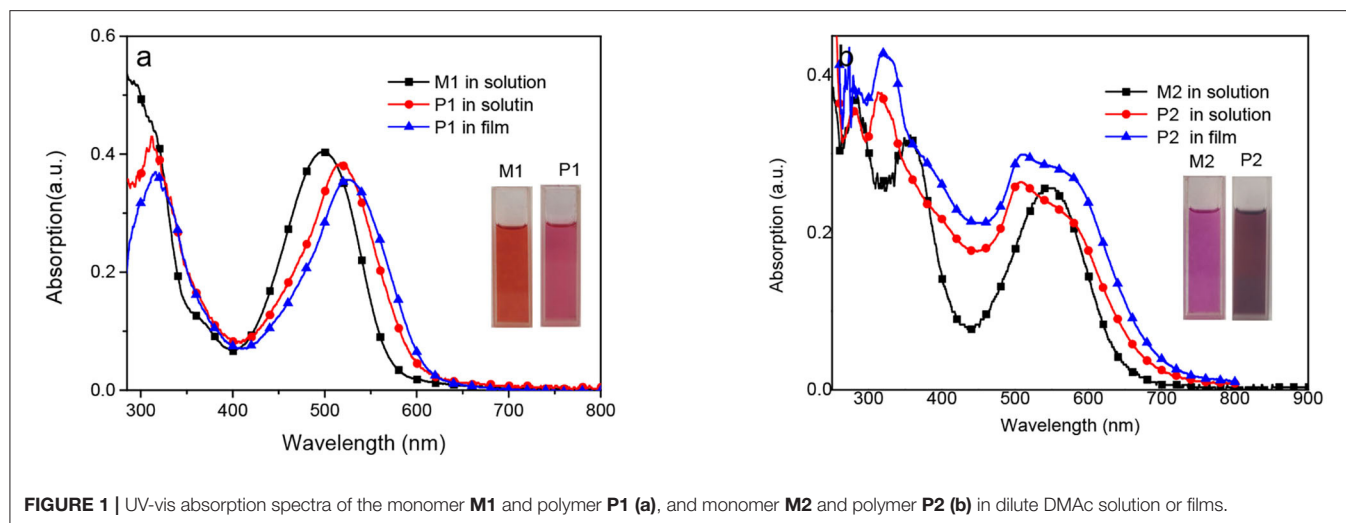 a
M1 in solution
P1 in solutin
P1 in film
M1 P1
0.6
0.4
0.2
0.0
Absorption(a.u.)
300 400 500 600 700 800
Wavelength (nm)
b
M2 in solution
P2 in solution
P2 in film
M2 P2
0.4
0.2
0.0
Absorption (a.u.)
300 400 500 600 700 800 900
Wavelength (nm)
FIGURE 1 | UV-vis absorption spectra of the monomer M1 and polymer P1 (a), and monomer M2 and polymer P2 (b) in dilute DMAc solution or films.